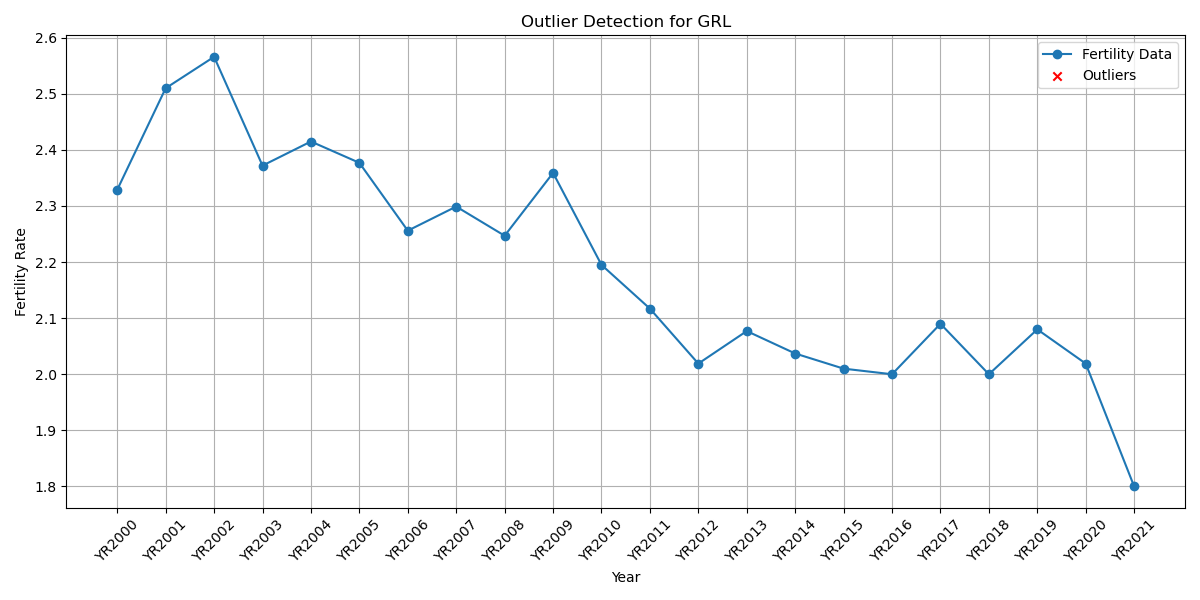 Outlier Detection for GRL
Fertility Data
Outliers
Fertility Rate
2.6
2.5
2.4
2.3
2.2
2.1
2.0
1.9
1.8
YR2000
YR2001
YR2002
YR2003
YR2004
YR2005
YR2006
YR2007
YR2008
YR2009
YR2010
YR2011
YR2012
YR2013
YR2014
YR2015
YR2016
YR2017
YR2018
YR2019
YR2020
YR2021
Year